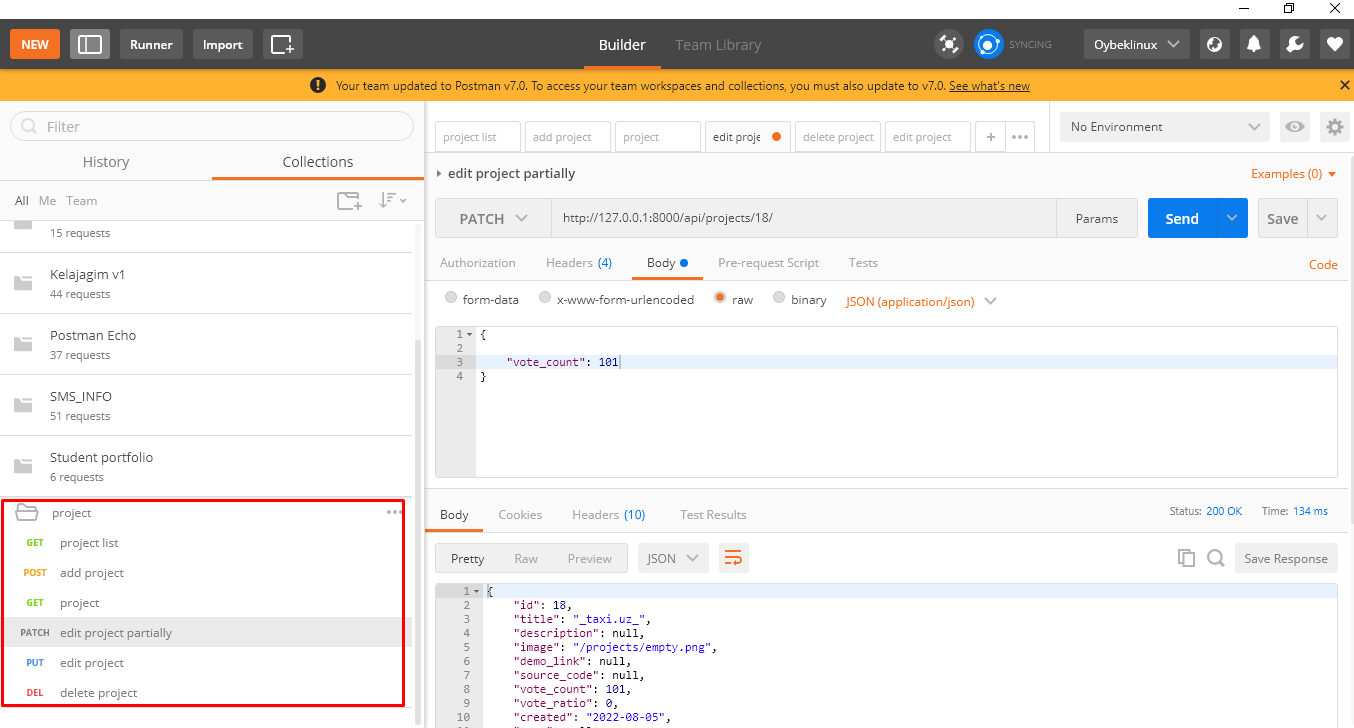 NEW Runner Import Builder Team Library SYNCING Oybeklinux
Your team updated to Postman v7.0. To access your team workspaces and collections, you must also update to v7.0. See what's new
Filter
History Collections
All Me Team
15 requests
Kelajagim v1
44 requests
Postman Echo
37 requests
SMS_INFO
51 requests
Student portfolio
6 requests
project
GET project list
POST add project
GET project
PATCH edit project partially
PUT edit project
DEL delete project
project list add project project edit proje delete project edit project + No Environment
edit project partially Examples (0)
PATCH http://127.0.0.1:8000/api/projects/18/ Params Send Save
Authorization Headers (4) Body Pre-request Script Tests Code
form-data x-www-form-urlencoded raw binary JSON (application/json)
1 {
2
3 "vote_count": 101
4 }
Body Cookies Headers (10) Test Results Status: 200 OK Time: 134 ms
Pretty Raw Preview JSON Save Response
1 {
2 "id": 18,
3 "title": "_taxi.uz_",
4 "description": null,
5 "image": "/projects/empty.png",
6 "demo_link": null,
7 "source_code": null,
8 "vote_count": 101,
9 "vote_ratio": 0,
10 "created": "2022-08-05",